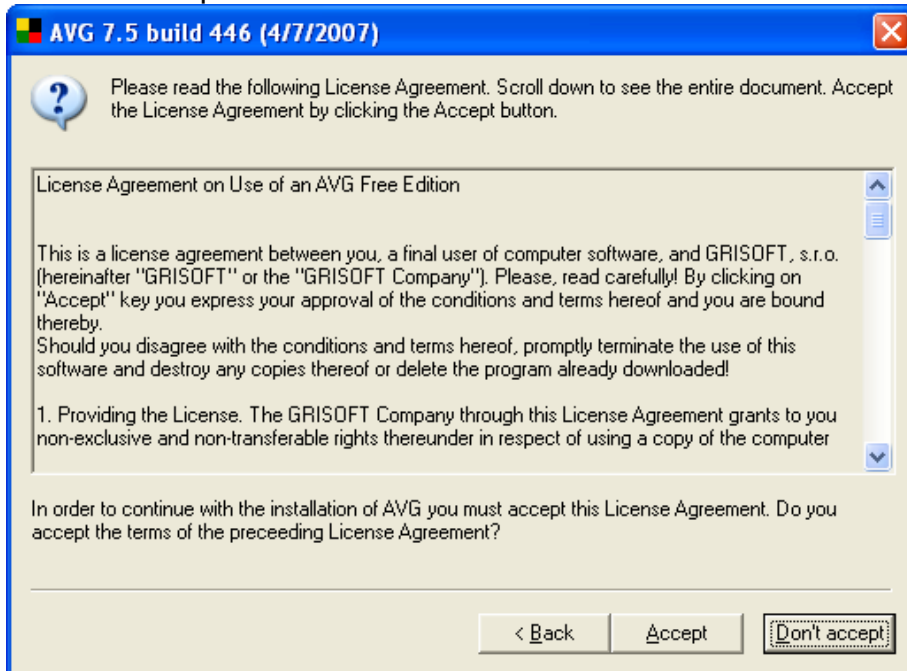 AVG 7.5 build 446 (4/7/2007)
Please read the following License Agreement. Scroll down to see the entire document. Accept
the License Agreement by clicking the Accept button.
License Agreement on Use of an AVG Free Edition
This is a license agreement between you, a final user of computer software, and GRISOFT, s.r.o.
(hereinafter "GRISOFT" or the "GRISOFT Company"). Please, read carefully! By clicking on
"Accept" key you express your approval of the conditions and terms hereof and you are bound
thereby.
Should you disagree with the conditions and terms hereof, promptly terminate the use of this
software and destroy any copies thereof or delete the program already downloaded!
1. Providing the License. The GRISOFT Company through this License Agreement grants to you
non-exclusive and non-transferable rights thereunder in respect of using a copy of the computer
In order to continue with the installation of AVG you must accept this License Agreement. Do you
accept the terms of the preceeding License Agreement?
< Back Accept Don't accept